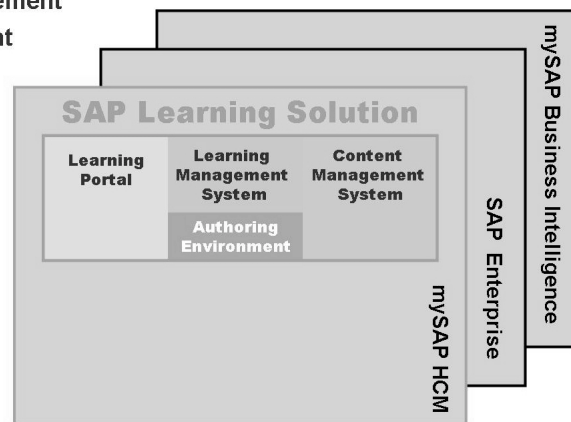 SAP Learning Solution
Learning
Portal
Learning
Management
System
Content
Management
System
Authoring
Environment
mySAP HCM
SAP Enterprise
mySAP Business Intelligence